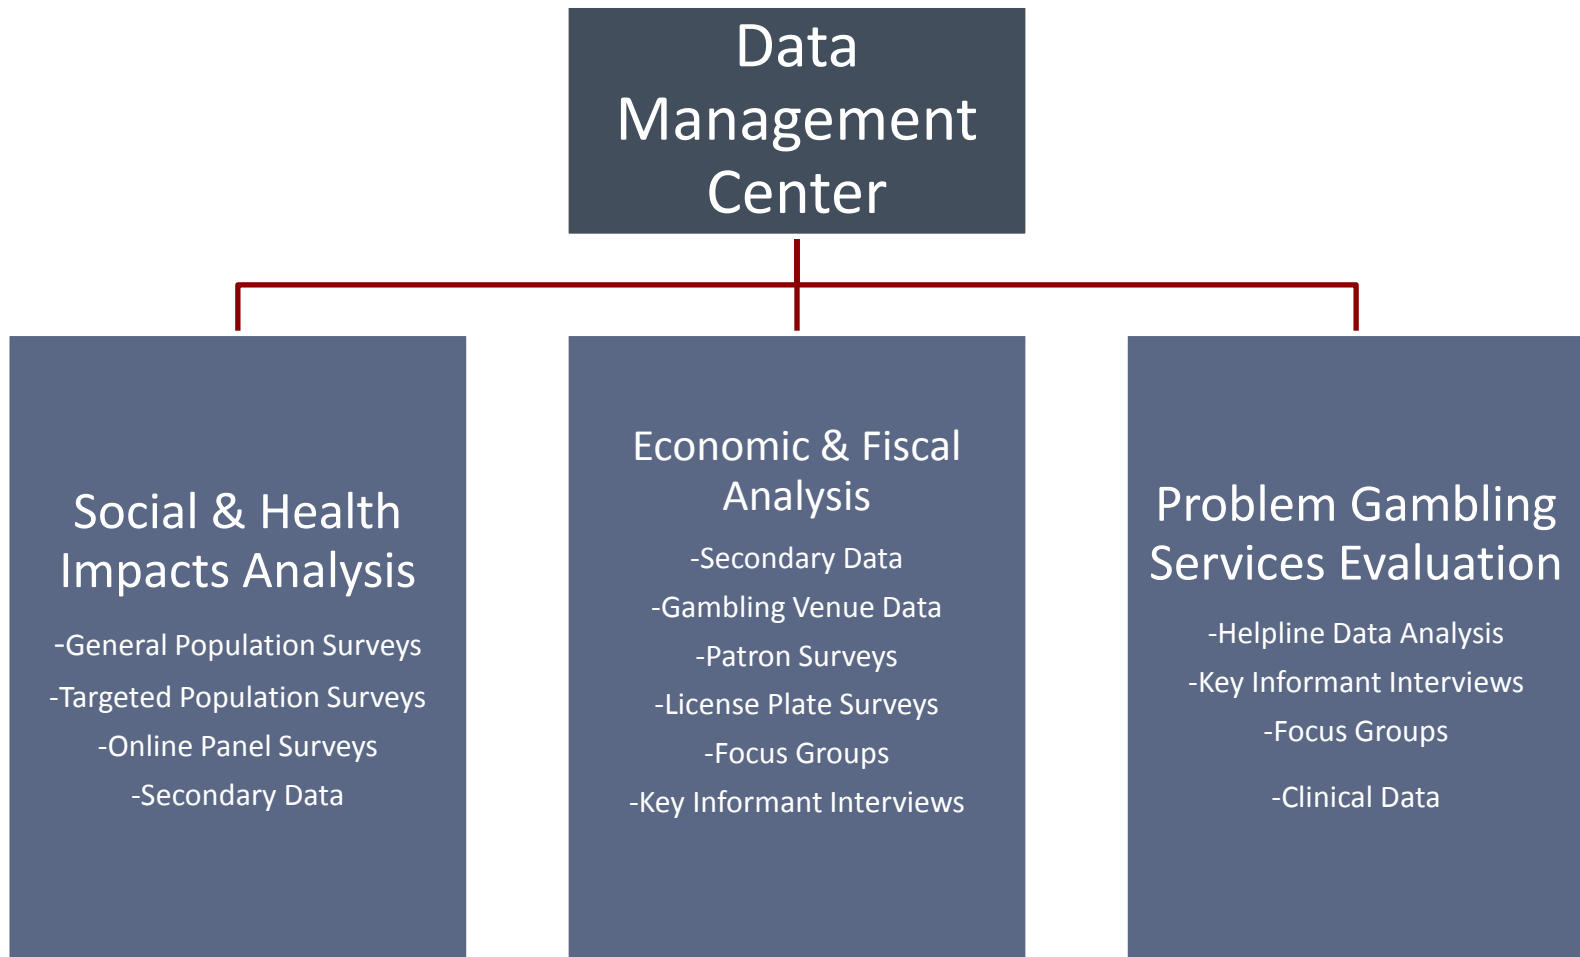 Data
Management
Center
Social & Health
Impacts Analysis
-General Population Surveys
-Targeted Population Surveys
-Online Panel Surveys
-Secondary Data
Economic & Fiscal
Analysis
-Secondary Data
-Gambling Venue Data
-Patron Surveys
-License Plate Surveys
-Focus Groups
-Key Informant Interviews
Problem Gambling
Services Evaluation
-Helpline Data Analysis
-Key Informant Interviews
-Focus Groups
-Clinical Data